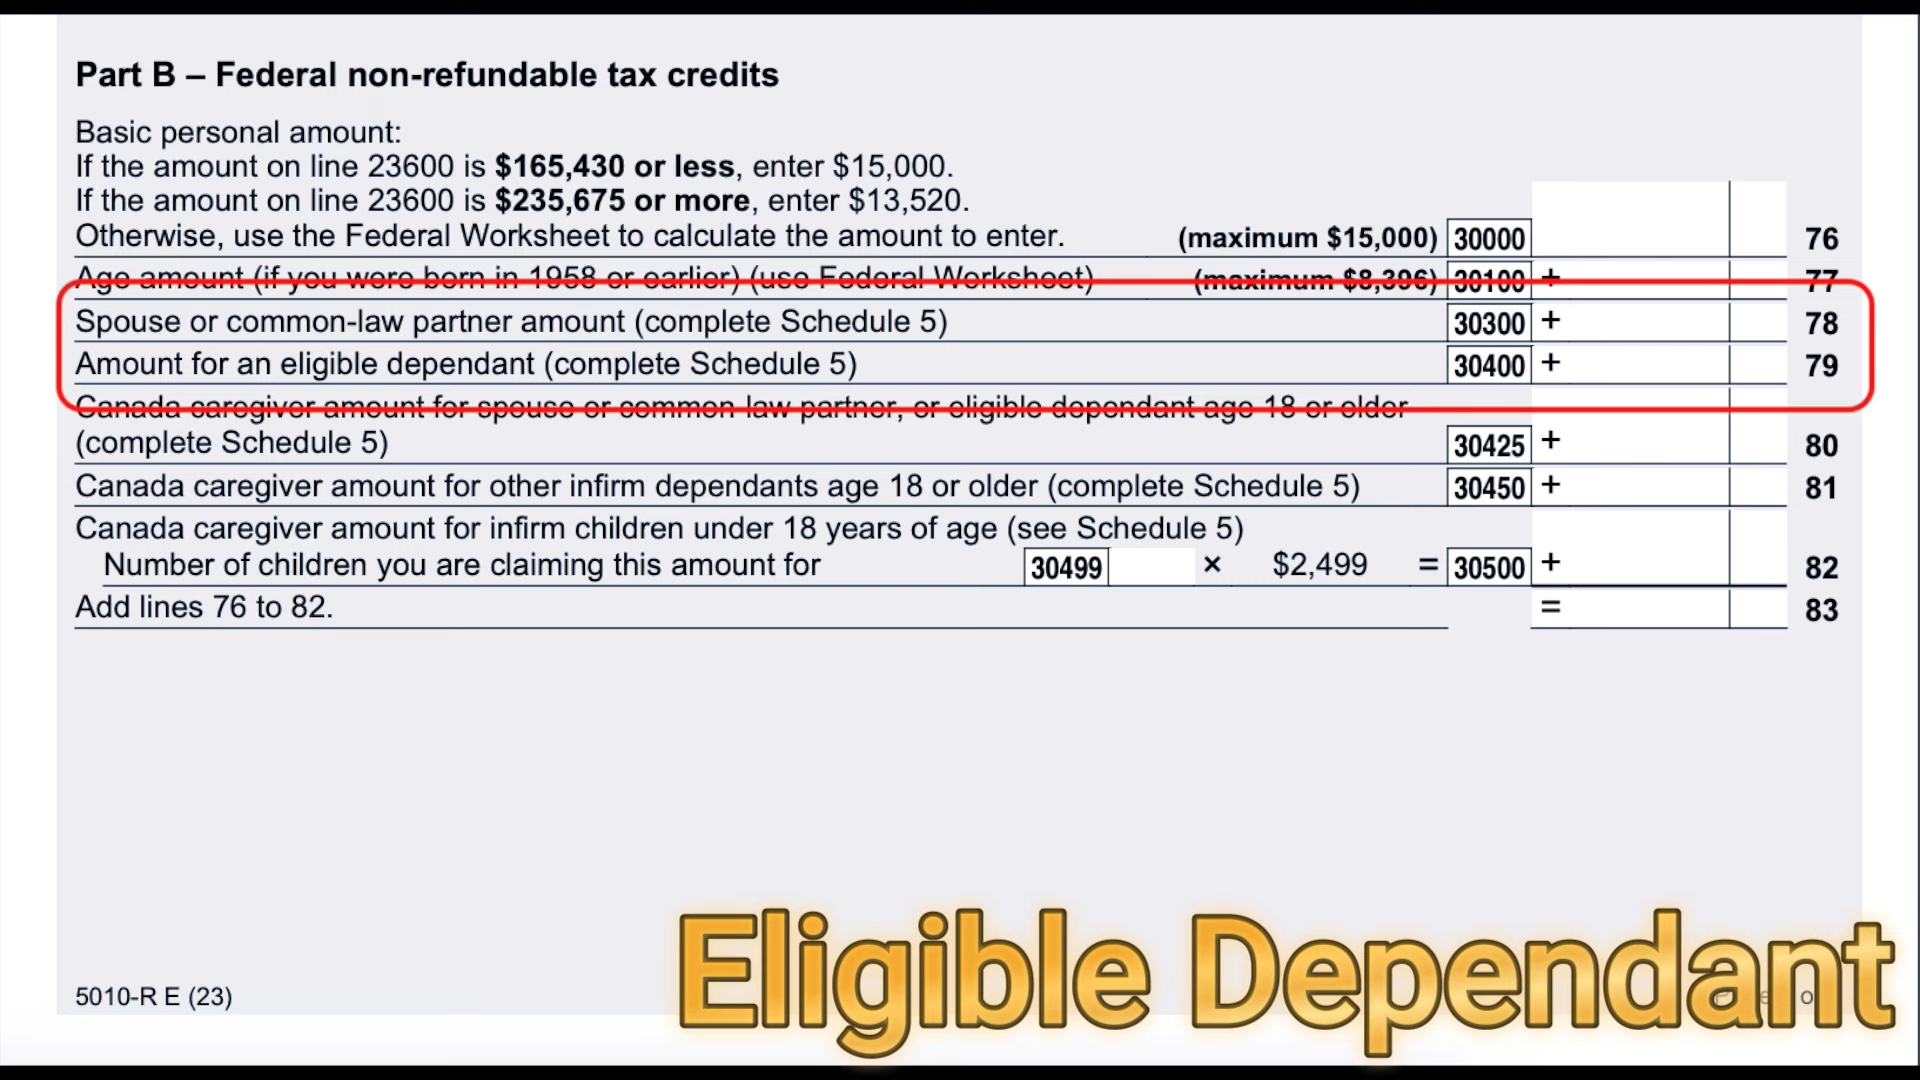 Part B – Federal non-refundable tax credits
Basic personal amount:
If the amount on line 23600 is $165,430 or less, enter $15,000.
If the amount on line 23600 is $235,675 or more, enter $13,520.
Otherwise, use the Federal Worksheet to calculate the amount to enter. (maximum $15,000) 30000 76
Age amount (if you were born in 1958 or earlier) (use Federal Worksheet) (maximum $8,396) 30100 + 77
Spouse or common-law partner amount (complete Schedule 5) 30300 + 78
Amount for an eligible dependant (complete Schedule 5) 30400 + 79
Canada caregiver amount for spouse or common-law partner, or eligible dependant age 18 or older
(complete Schedule 5) 30425 + 80
Canada caregiver amount for other infirm dependants age 18 or older (complete Schedule 5) 30450 + 81
Canada caregiver amount for infirm children under 18 years of age (see Schedule 5)
Number of children you are claiming this amount for 30499 × $2,499 = 30500 + 82
Add lines 76 to 82. = 83
5010-R E (23)
Eligible Dependant